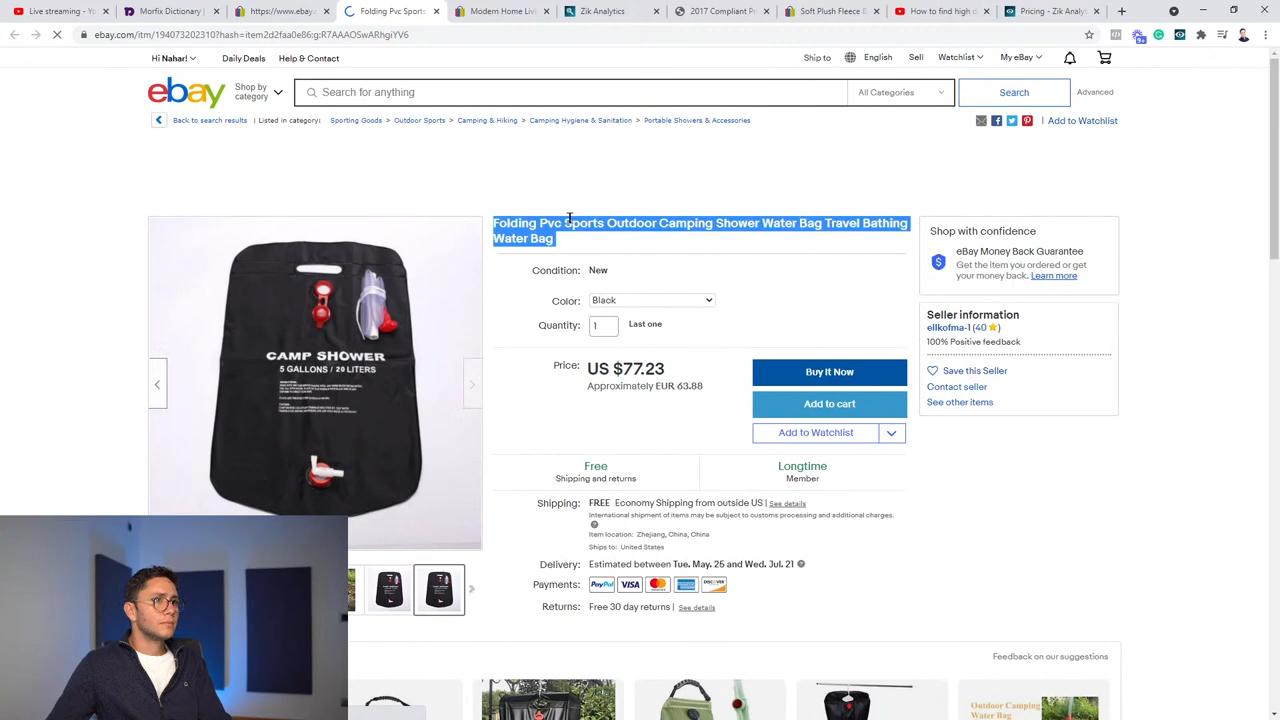 Live streaming - Yo
Morfix Dictionary |
https://www.ebay.c
Folding Pvc Sports
Modern Home Livi
Zik Analytics
2017 Compliant P
Soft Plush Fleece B
How to find high d
Pricing - Zik Analyt
ebay.com/itm/194073202310?hash=item2d2faa0e86:g:R7AAAOSwARhgiYV6
9+
Hi Nahar!
Daily Deals
Help & Contact
Ship to
English
Sell
Watchlist
My eBay
ebay
Shop by
category
Search for anything
All Categories
Search
Advanced
Back to search results
Listed in category:
Sporting Goods > Outdoor Sports > Camping & Hiking > Camping Hygiene & Sanitation > Portable Showers & Accessories
Add to Watchlist
Folding Pvc Sports Outdoor Camping Shower Water Bag Travel Bathing
Water Bag
Condition: New
Color: Black
Quantity: 1 Last one
Price: US $77.23
Approximately EUR 63.88
Buy It Now
Add to cart
Add to Watchlist
Free
Shipping and returns
Longtime
Member
Shipping: FREE Economy Shipping from outside US | See details
International shipment of items may be subject to customs processing and additional charges.
Item location: Zhejiang, China, China
Ships to: United States
Delivery: Estimated between Tue. May. 25 and Wed. Jul. 21
Payments: PayPal VISA
DISCOVER
Returns: Free 30 day returns | See details
Shop with confidence
eBay Money Back Guarantee
Get the item you ordered or get
your money back. Learn more
Seller information
ellkofma-1 (40)
100% Positive feedback
Save this Seller
Contact seller
See other items
CAMP SHOWER
5 GALLONS / 20 LITERS
Feedback on our suggestions
Outdoor Camping
Water Bag